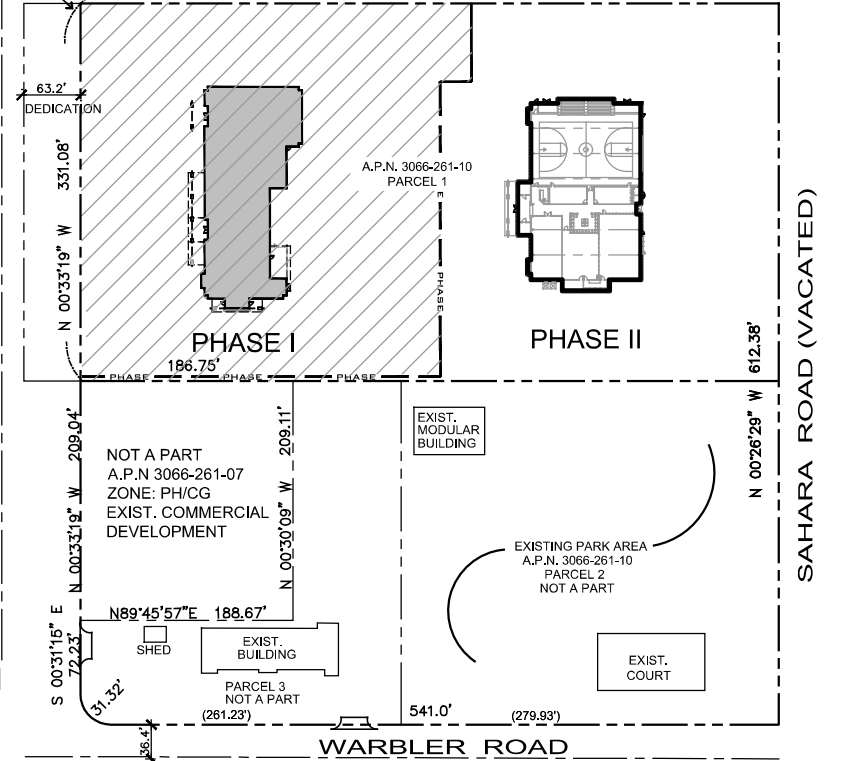 63.2'
DEDICATION
331.08'
N 00°33'19" W
A.P.N. 3066-261-10
PARCEL 1
PHASE
PHASE I
PHASE II
186.75'
PHASE
PHASE
PHASE
612.38'
N 00°26'29" W
SAHARA ROAD (VACATED)
209.04'
N 00°33'19" W
NOT A PART
A.P.N 3066-261-07
ZONE: PH/CG
EXIST. COMMERCIAL
DEVELOPMENT
209.11'
N 00°30'09" W
EXIST.
MODULAR
BUILDING
EXISTING PARK AREA
A.P.N. 3066-261-10
PARCEL 2
NOT A PART
N89°45'57"E 188.67'
S 00°31'15" E
72.23'
SHED
EXIST.
BUILDING
EXIST.
COURT
31.32'
PARCEL 3
NOT A PART
(261.23')
541.0'
(279.93')
36.4'
WARBLER ROAD